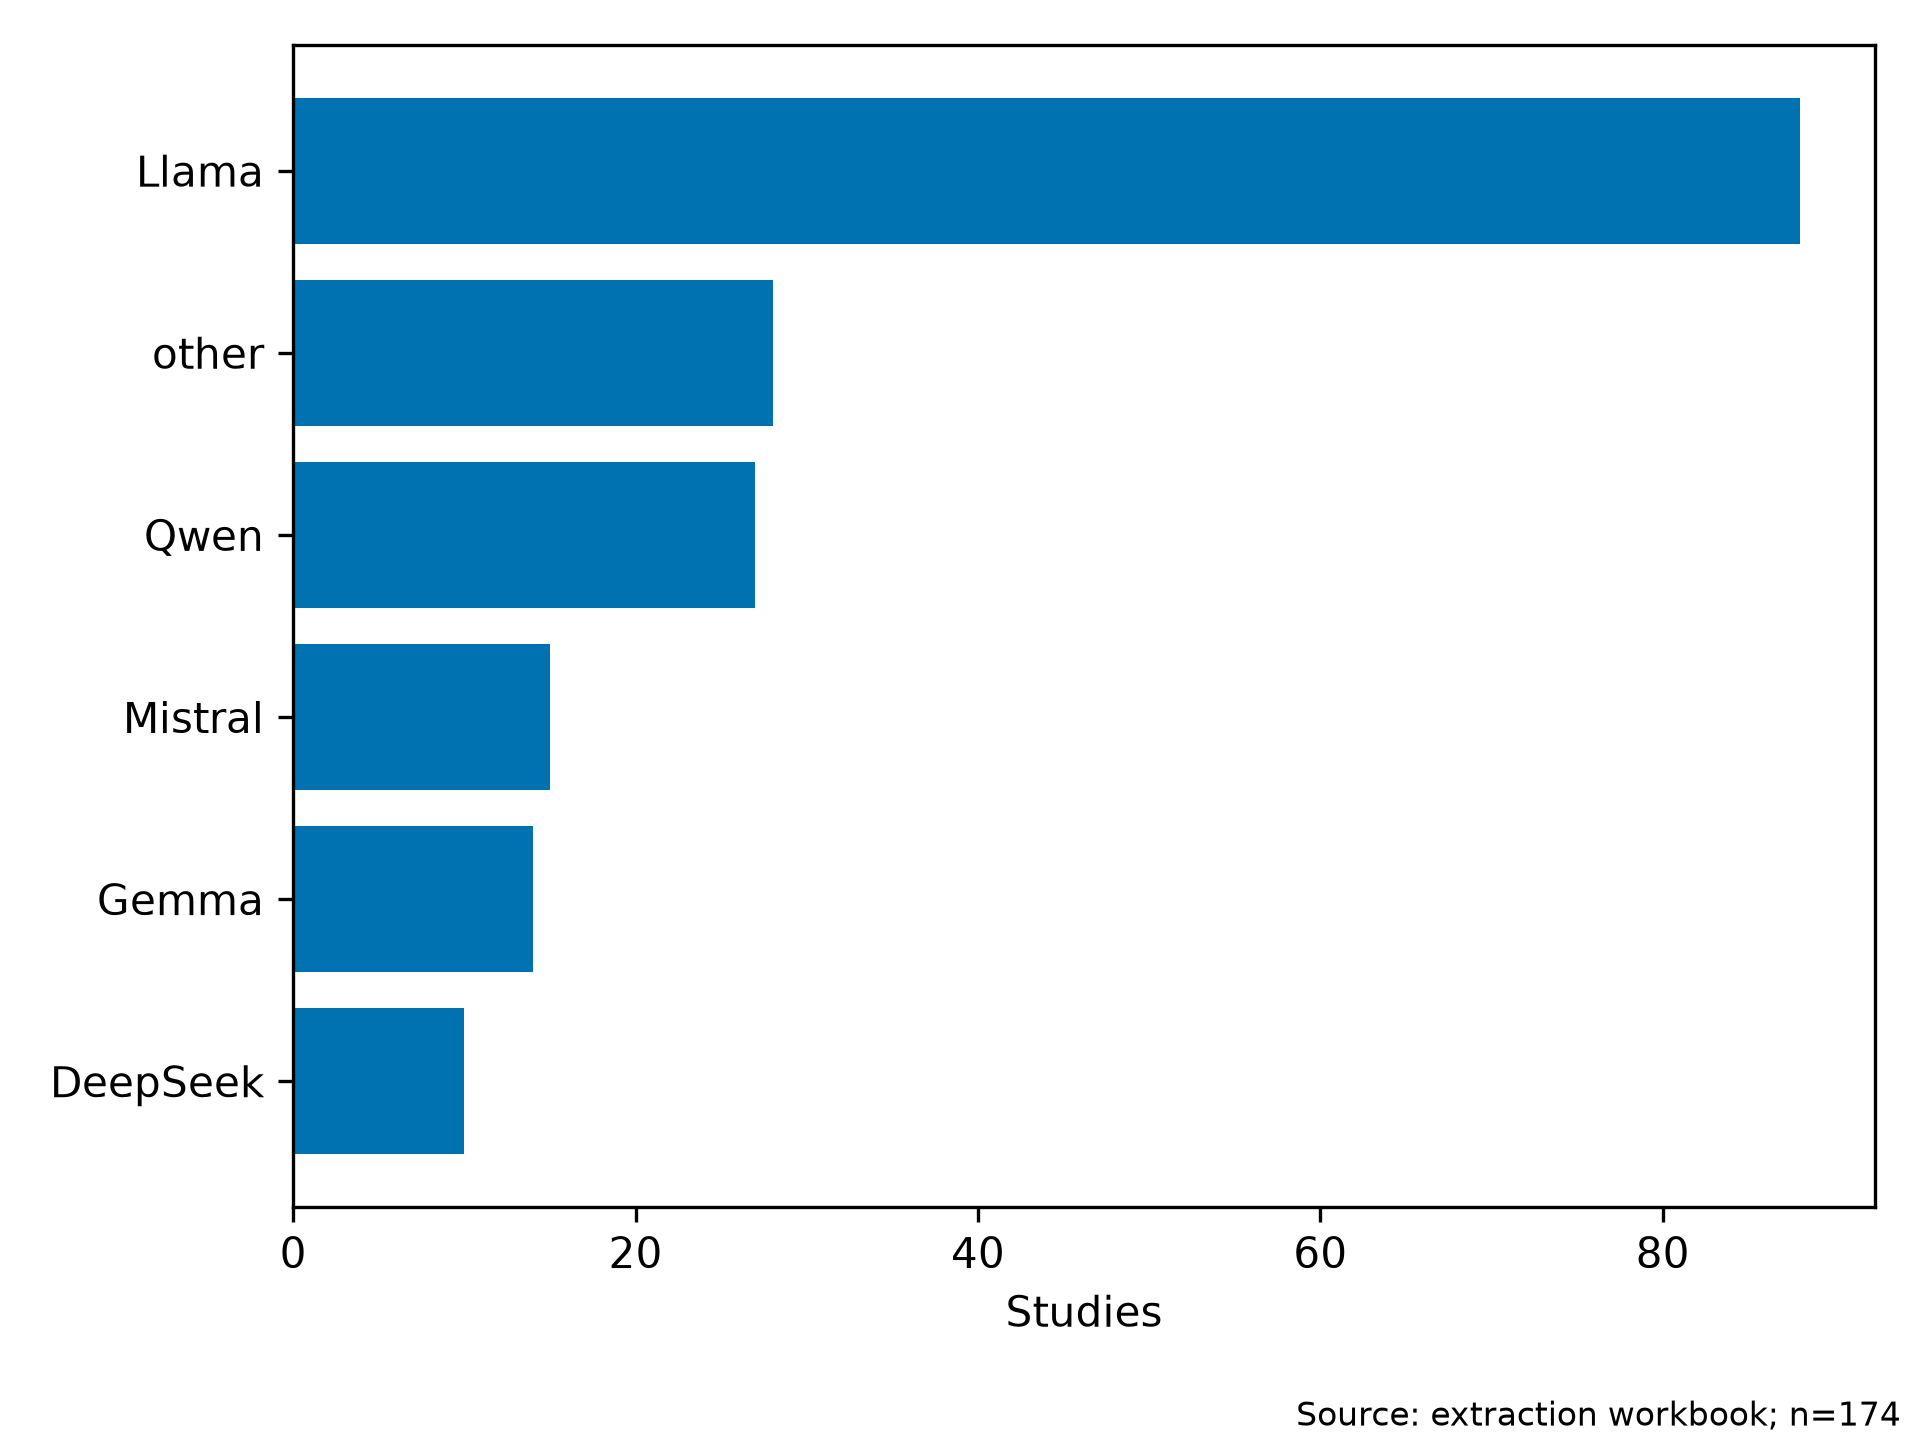 Llama
other
Qwen
Mistral
Gemma
DeepSeek
0 20 40 60 80
Studies
Source: extraction workbook; n=174